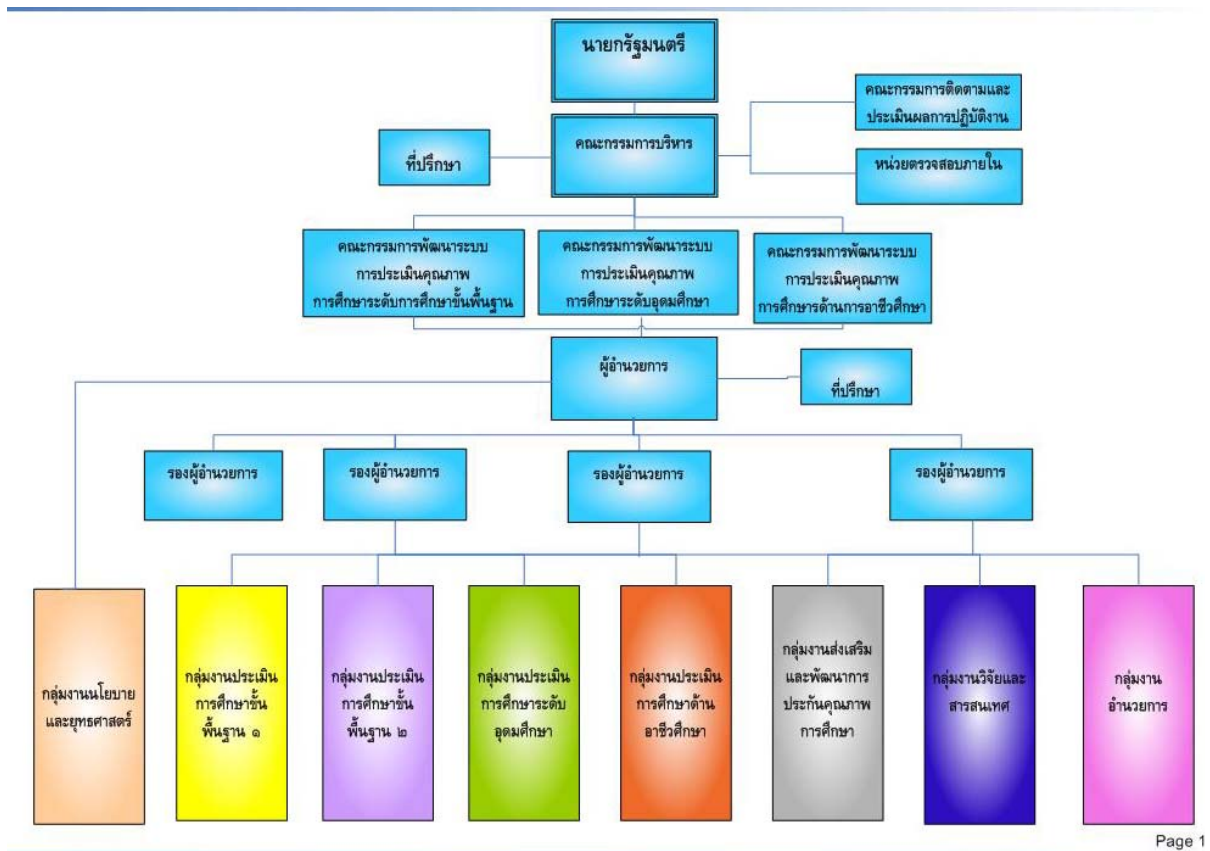 นายกรัฐมนตรี
คณะกรรมการติดตามและ
ประเมินผลการปฏิบัติงาน
คณะกรรมการบริหาร
ที่ปรึกษา
หน่วยตรวจสอบภายใน
คณะกรรมการพัฒนาระบบ
การประเมินคุณภาพ
การศึกษาระดับการศึกษาขั้นพื้นฐาน
คณะกรรมการพัฒนาระบบ
การประเมินคุณภาพ
การศึกษาระดับอุดมศึกษา
คณะกรรมการพัฒนาระบบ
การประเมินคุณภาพ
การศึกษารด้านการอาชีวศึกษา
ผู้อำนวยการ
ที่ปรึกษา
รองผู้อำนวยการ
รองผู้อำนวยการ
รองผู้อำนวยการ
รองผู้อำนวยการ
กลุ่มงานนโยบาย
และยุทธศาสตร์
กลุ่มงานประเมิน
การศึกษาขั้น
พื้นฐาน ๑
กลุ่มงานประเมิน
การศึกษาขั้น
พื้นฐาน ๒
กลุ่มงานประเมิน
การศึกษาระดับ
อุดมศึกษา
กลุ่มงานประเมิน
การศึกษาด้าน
อาชีวศึกษา
กลุ่มงานส่งเสริม
และพัฒนาการ
ประกันคุณภาพ
การศึกษา
กลุ่มงานวิจัยและ
สารสนเทศ
กลุ่มงาน
อำนวยการ
Page 1